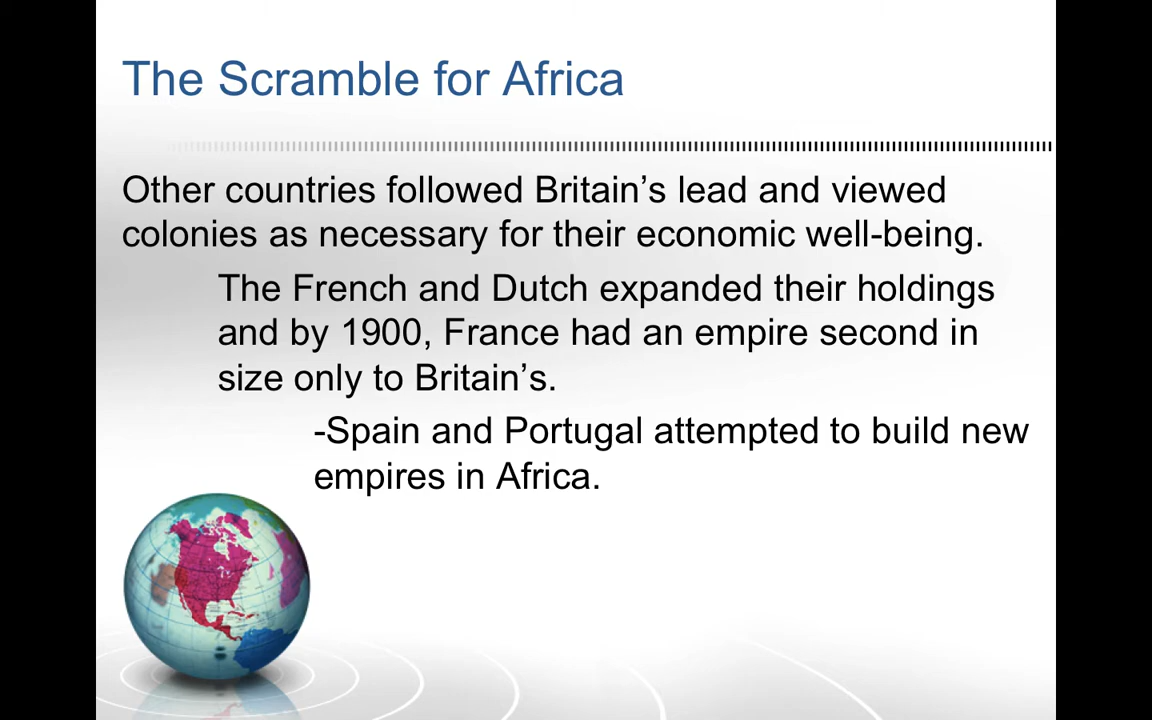 The Scramble for Africa
Other countries followed Britain’s lead and viewed
colonies as necessary for their economic well-being.
The French and Dutch expanded their holdings
and by 1900, France had an empire second in
size only to Britain’s.
-Spain and Portugal attempted to build new
empires in Africa.